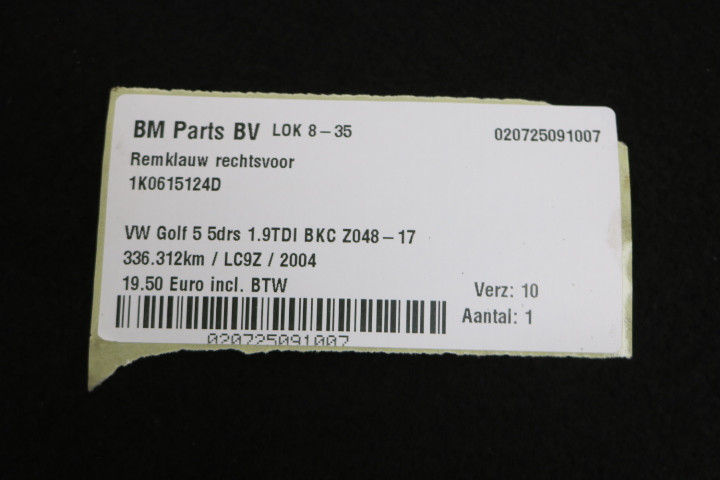 BM Parts BV LOK 8-35 020725091007
Remklauw rechtsvoor
1K0615124D
VW Golf 5 5drs 1.9TDI BKC Z048-17
336.312km / LC9Z / 2004
19.50 Euro incl. BTW
Verz: 10
Aantal: 1
020725091007